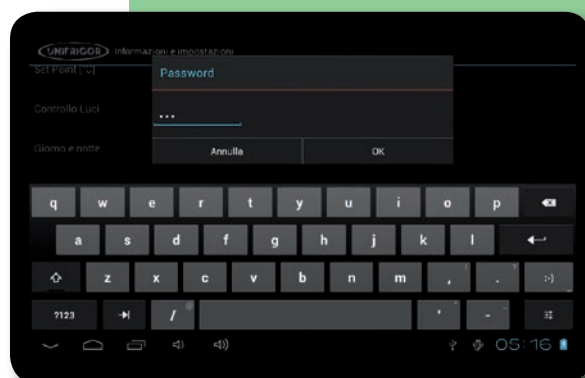 UNIFRIGOR Informazioni e impostazioni
Set Point [°C]
Password
Controllo Luci
...
Giorno e notte
Annulla OK
q w e r t y u i o p
a s d f g h j k l
z x c v b n m , ! . ? :-)
?123 / @ ' " - _
05:16